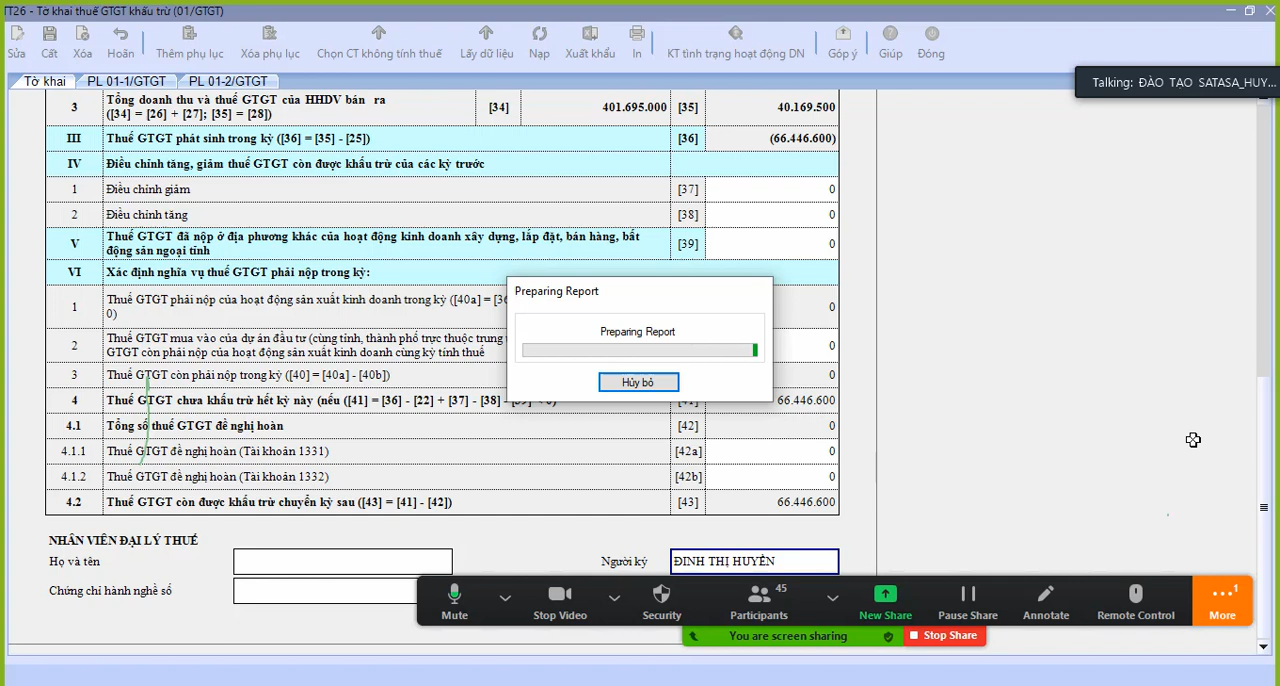 TT26 - Tờ khai thuế GTGT khấu trừ (01/GTGT)
Sửa Cất Xóa Hoãn Thêm phụ lục Xóa phụ lục Chọn CT không tính thuế Lấy dữ liệu Nạp Xuất khẩu In KT tình trạng hoạt động DN Góp ý Giúp Đóng
Tờ khai PL 01-1/GTGT PL 01-2/GTGT
Talking: ĐÀO TẠO SATASA_HUY...
3 Tổng doanh thu và thuế GTGT của HHDV bán ra
([34] = [26] + [27]; [35] = [28]) [34] 401.695.000 [35] 40.169.500
III Thuế GTGT phát sinh trong kỳ ([36] = [35] - [25]) [36] (66.446.600)
IV Điều chỉnh tăng, giảm thuế GTGT còn được khấu trừ của các kỳ trước
1 Điều chỉnh giảm [37] 0
2 Điều chỉnh tăng [38] 0
V Thuế GTGT đã nộp ở địa phương khác của hoạt động kinh doanh xây dựng, lắp đặt, bán hàng, bất
động sản ngoại tỉnh [39] 0
VI Xác định nghĩa vụ thuế GTGT phải nộp trong kỳ:
1 Thuế GTGT phải nộp của hoạt động sản xuất kinh doanh trong kỳ ([40a] = [36
0) 0
2 Thuế GTGT mua vào của dự án đầu tư (cùng tỉnh, thành phố trực thuộc trung
GTGT còn phải nộp của hoạt động sản xuất kinh doanh cùng kỳ tính thuế 0
3 Thuế GTGT còn phải nộp trong kỳ ([40] = [40a] - [40b]) 0
4 Thuế GTGT chưa khấu trừ hết kỳ này (nếu ([41] = [36] - [22] + [37] - [38] - 66.446.600
4.1 Tổng số thuế GTGT đề nghị hoàn [42] 0
4.1.1 Thuế GTGT đề nghị hoàn (Tài khoản 1331) [42a] 0
4.1.2 Thuế GTGT đề nghị hoàn (Tài khoản 1332) [42b] 0
4.2 Thuế GTGT còn được khấu trừ chuyển kỳ sau ([43] = [41] - [42]) [43] 66.446.600
Preparing Report
Preparing Report
Hủy bỏ
NHÂN VIÊN ĐẠI LÝ THUẾ
Họ và tên Người ký ĐINH THỊ HUYỀN
Chứng chỉ hành nghề số
Mute Stop Video Security Participants 45 New Share Pause Share Annotate Remote Control More 1
You are screen sharing Stop Share